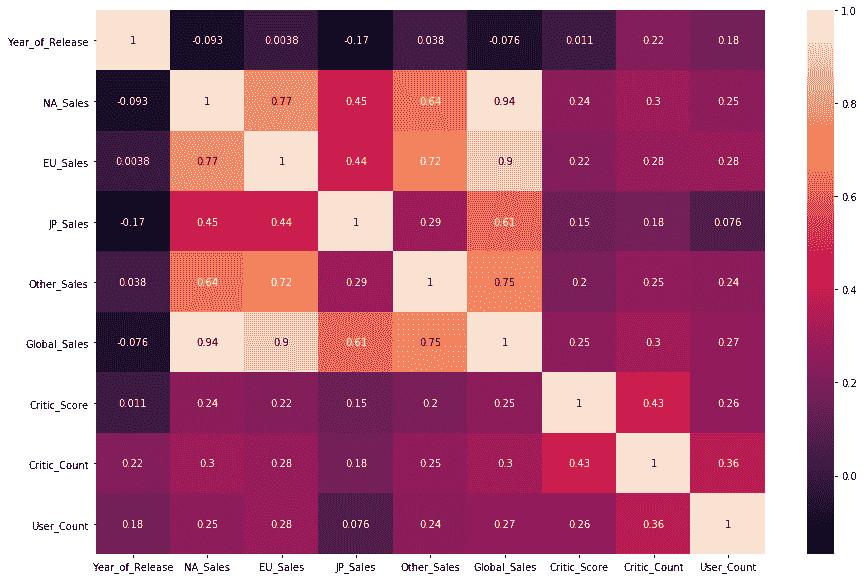 1.0
Year_of_Release 1 -0.093 0.0038 -0.17 0.038 -0.076 0.011 0.22 0.18
NA_Sales -0.093 1 0.77 0.45 0.64 0.94 0.24 0.3 0.25
0.8
EU_Sales 0.0038 0.77 1 0.44 0.72 0.9 0.22 0.28 0.28
0.6
JP_Sales -0.17 0.45 0.44 1 0.29 0.61 0.15 0.18 0.076
Other_Sales 0.038 0.64 0.72 0.29 1 0.75 0.2 0.25 0.24
0.4
Global_Sales -0.076 0.94 0.9 0.61 0.75 1 0.25 0.3 0.27
0.2
Critic_Score 0.011 0.24 0.22 0.15 0.2 0.25 1 0.43 0.26
Critic_Count 0.22 0.3 0.28 0.18 0.25 0.3 0.43 1 0.36
0.0
User_Count 0.18 0.25 0.28 0.076 0.24 0.27 0.26 0.36 1
Year_of_Release NA_Sales EU_Sales JP_Sales Other_Sales Global_Sales Critic_Score Critic_Count User_Count